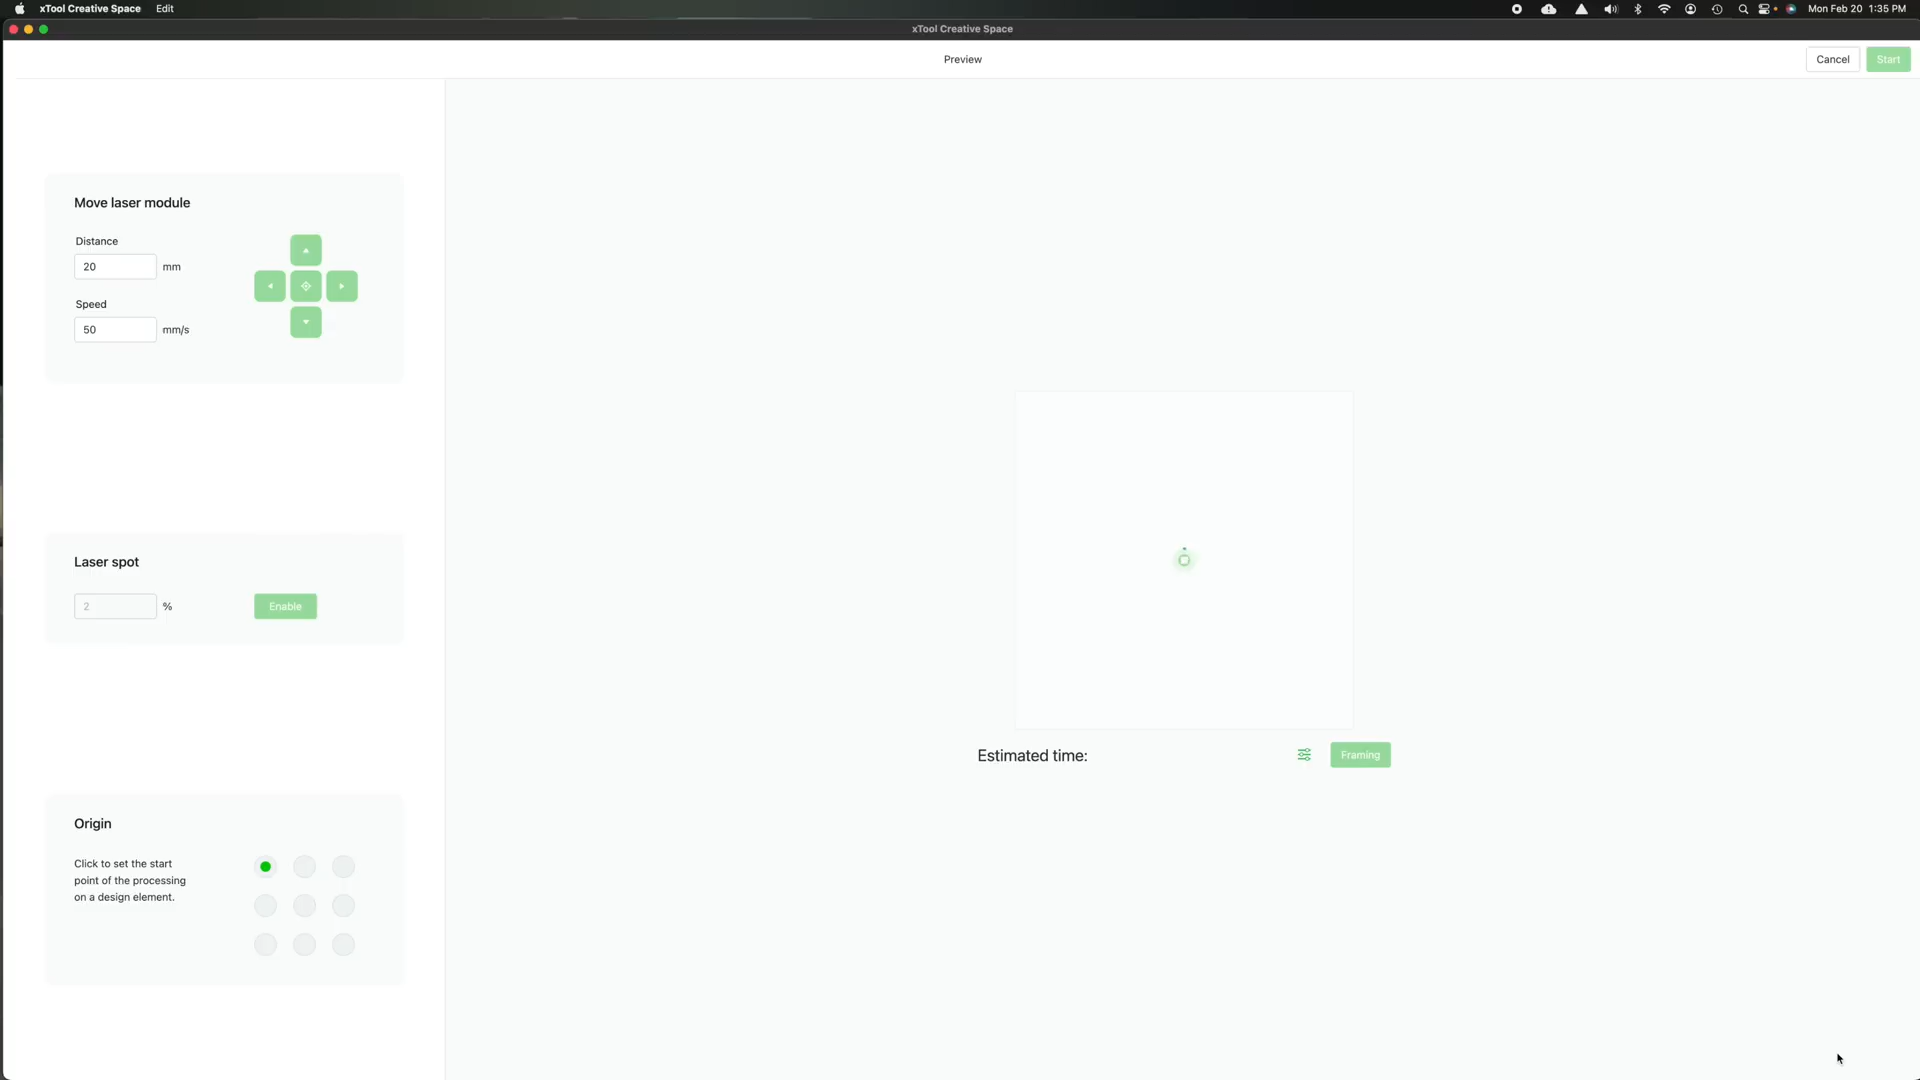 xTool Creative Space Edit Mon Feb 20 1:35 PM
xTool Creative Space
Preview
Cancel
Start
Move laser module
Distance
20 mm
Speed
50 mm/s
Laser spot
2 %
Enable
Estimated time:
Framing
Origin
Click to set the start
point of the processing
on a design element.